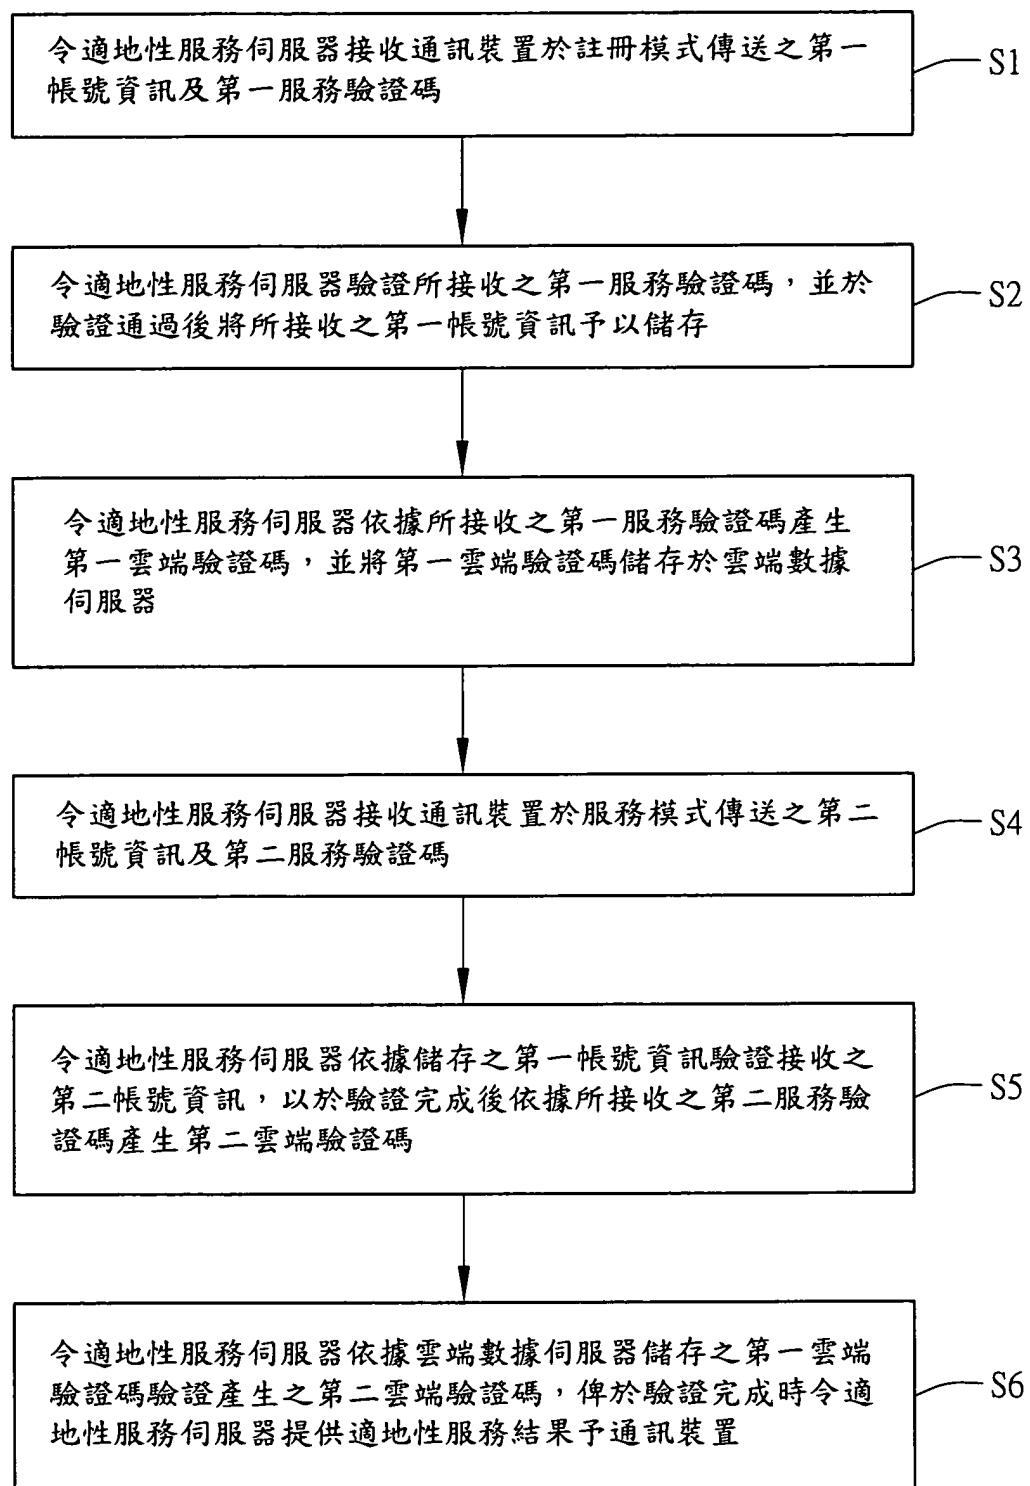 令適地性服務伺服器接收通訊裝置於註冊模式傳送之第一
帳號資訊及第一服務驗證碼
S1
令適地性服務伺服器驗證所接收之第一服務驗證碼，並於
驗證通過後將所接收之第一帳號資訊予以儲存
S2
令適地性服務伺服器依據所接收之第一服務驗證碼產生
第一雲端驗證碼，並將第一雲端驗證碼儲存於雲端數據
伺服器
S3
令適地性服務伺服器接收通訊裝置於服務模式傳送之第二
帳號資訊及第二服務驗證碼
S4
令適地性服務伺服器依據儲存之第一帳號資訊驗證接收之
第二帳號資訊，以於驗證完成後依據所接收之第二服務驗
證碼產生第二雲端驗證碼
S5
令適地性服務伺服器依據雲端數據伺服器儲存之第一雲端
驗證碼驗證產生之第二雲端驗證碼，俾於驗證完成時令適
地性服務伺服器提供適地性服務結果予通訊裝置
S6